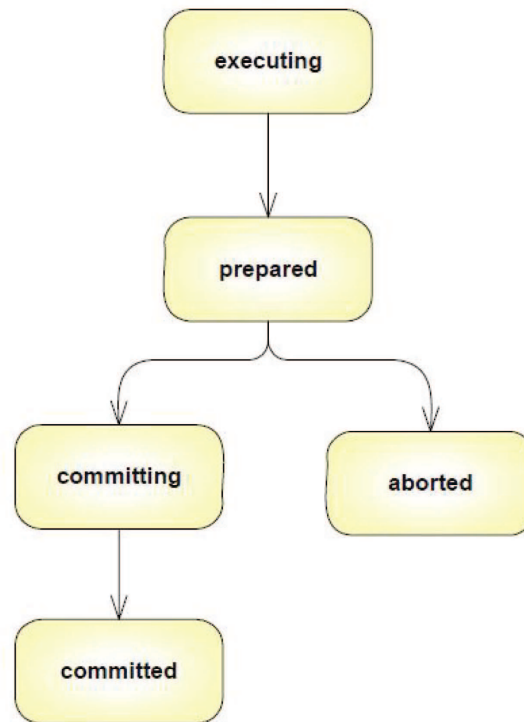 executing
prepared
committing
aborted
committed